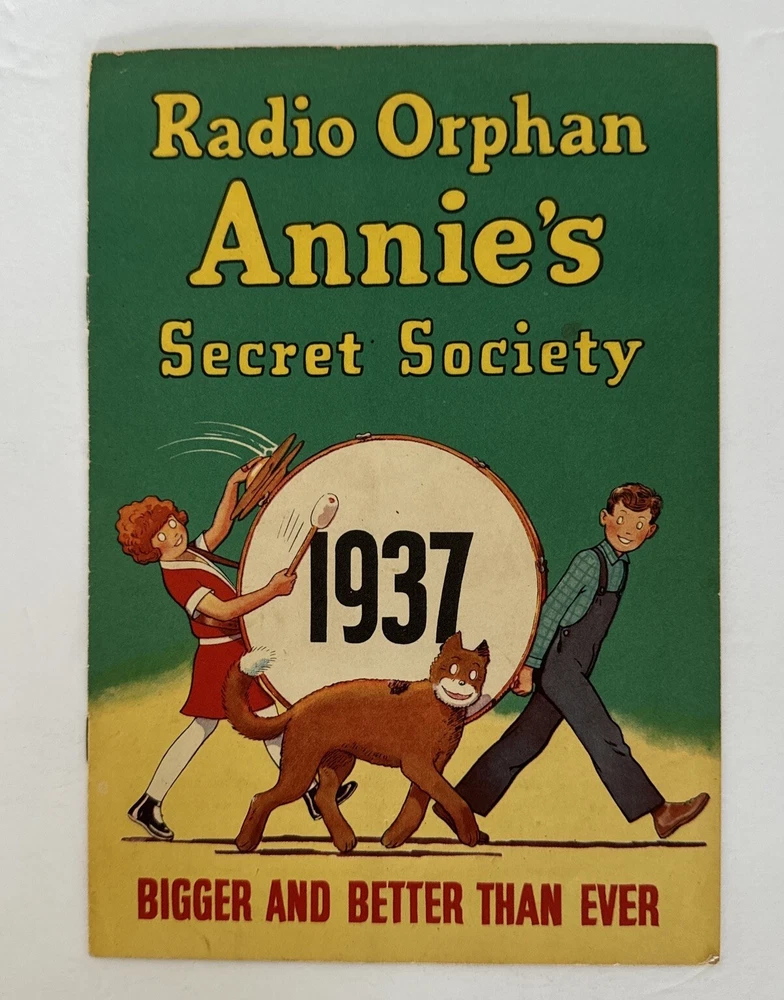 Radio Orphan
Annie's
Secret Society
1937
BIGGER AND BETTER THAN EVER